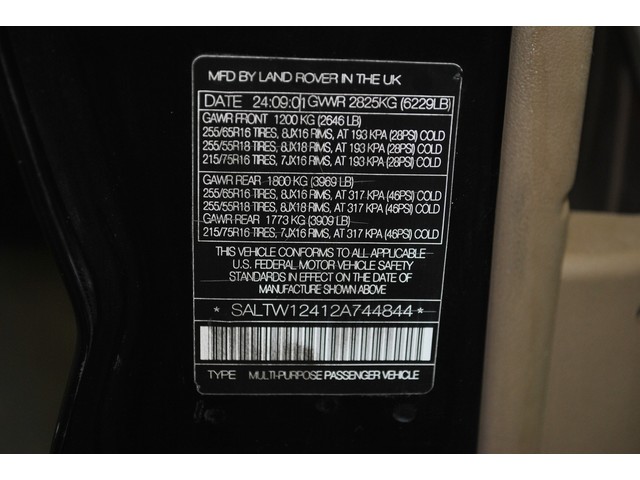 MFD BY LAND ROVER IN THE UK
DATE 24:09:01 GVWR 2825KG (6229LB)
GAWR FRONT 1200 KG (2646 LB)
255/65R16 TIRES, 8JX16 RIMS, AT 193 KPA (28PSI) COLD
255/55R18 TIRES, 8JX18 RIMS, AT 193 KPA (28PSI) COLD
215/75R16 TIRES, 7JX16 RIMS, AT 193 KPA (28PSI) COLD
GAWR REAR 1800 KG (3969 LB)
255/65R16 TIRES, 8JX16 RIMS, AT 317 KPA (46PSI) COLD
255/55R18 TIRES, 8JX18 RIMS, AT 317 KPA (46PSI) COLD
GAWR REAR 1773 KG (3909 LB)
215/75R16 TIRES, 7JX16 RIMS, AT 317 KPA (46PSI) COLD
THIS VEHICLE CONFORMS TO ALL APPLICABLE
U.S. FEDERAL MOTOR VEHICLE SAFETY
STANDARDS IN EFFECT ON THE DATE OF
MANUFACTURE SHOWN ABOVE
* SALTW12412A744844 *
TYPE MULTI-PURPOSE PASSENGER VEHICLE